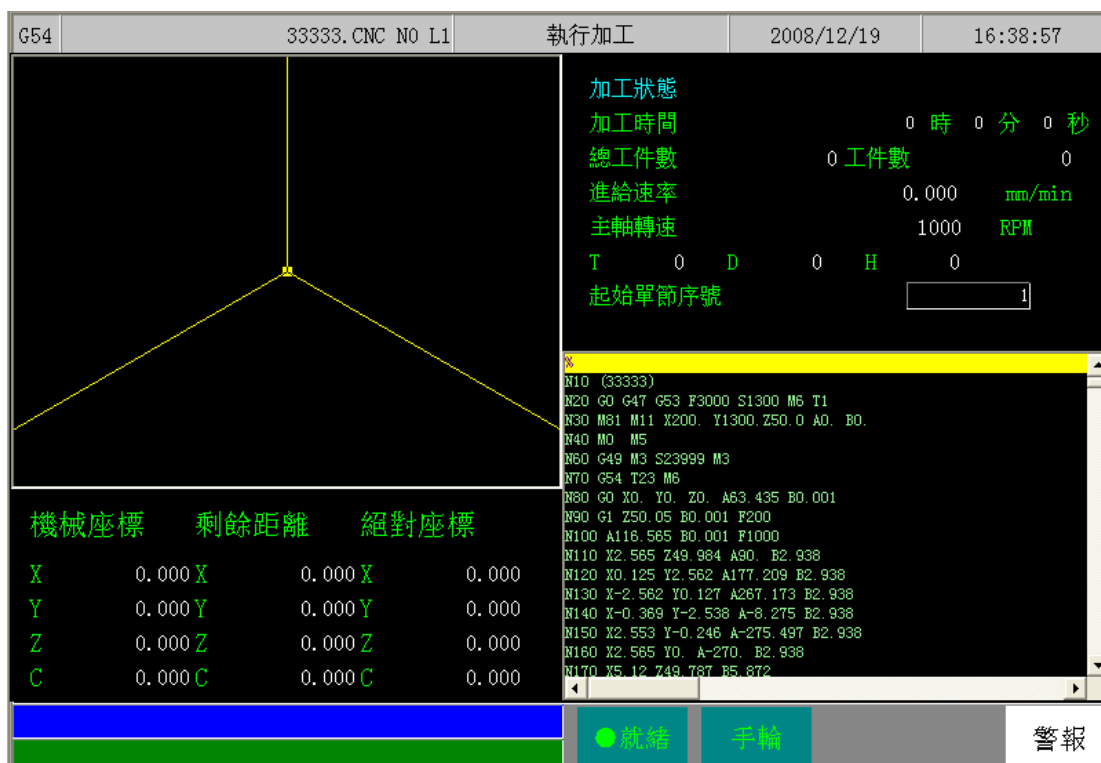 G54 33333.CNC N0 L1 執行加工 2008/12/19 16:38:57
加工狀態
加工時間 0 時 0 分 0 秒
總工件數 0 工件數 0
進給速率 0.000 mm/min
主軸轉速 1000 RPM
T 0 D 0 H 0
起始單節序號 1
%
N10 (33333)
N20 G0 G47 G53 F3000 S1300 M6 T1
N30 M81 M11 X200. Y1300.Z50.0 A0. B0.
N40 M0 M5
N60 G49 M3 S23999 M3
N70 G54 T23 M6
N80 G0 X0. Y0. Z0. A63.435 B0.001
N90 G1 Z50.05 B0.001 F200
N100 A116.565 B0.001 F1000
N110 X2.565 Z49.984 A90. B2.938
N120 X0.125 Y2.562 A177.209 B2.938
N130 X-2.562 Y0.127 A267.173 B2.938
N140 X-0.369 Y-2.538 A-8.275 B2.938
N150 X2.553 Y-0.246 A-275.497 B2.938
N160 X2.565 Y0. A-270. B2.938
N170 X5.12 Z49.787 B5.872
機械座標 剩餘距離 絕對座標
X 0.000 X 0.000 X 0.000
Y 0.000 Y 0.000 Y 0.000
Z 0.000 Z 0.000 Z 0.000
C 0.000 C 0.000 C 0.000
就緒 手輪 警報